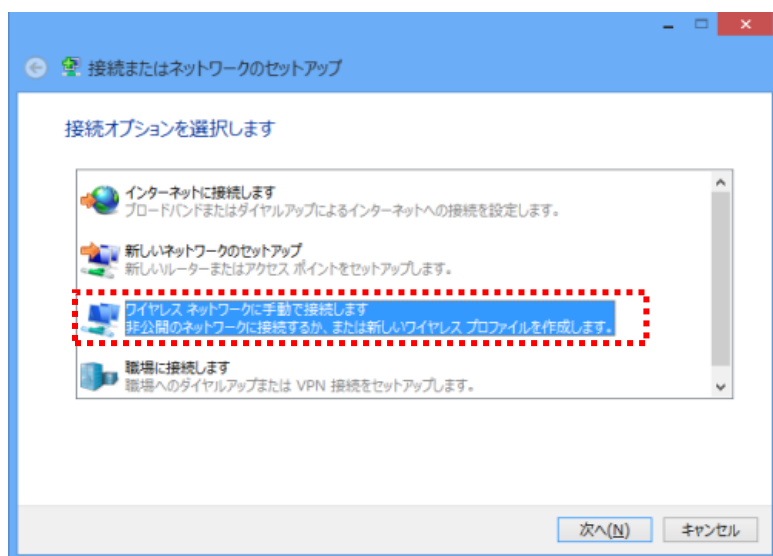 接続またはネットワークのセットアップ
接続オプションを選択します
インターネットに接続します
ブロードバンドまたはダイヤルアップによるインターネットへの接続を設定します。
新しいネットワークのセットアップ
新しいルーターまたはアクセス ポイントをセットアップします。
ワイヤレス ネットワークに手動で接続します
非公開のネットワークに接続するか、または新しいワイヤレス プロファイルを作成します。
職場に接続します
職場へのダイヤルアップまたは VPN 接続をセットアップします。
次へ(N)
キャンセル